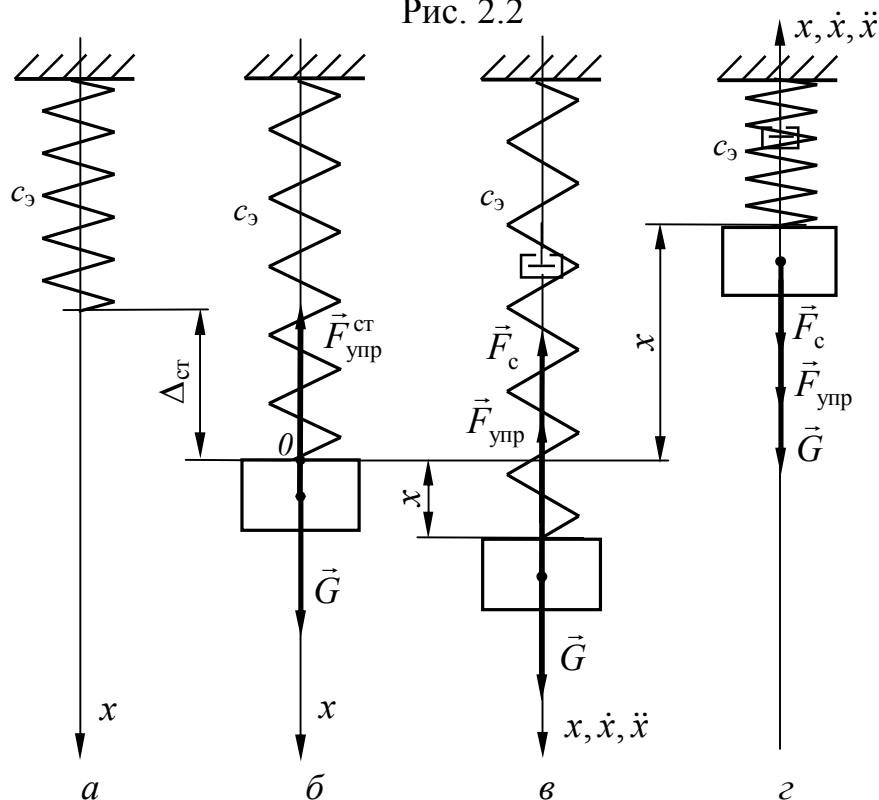 Рис. 2.2
x, ẋ, ẍ
cэ
cэ
cэ
cэ
Δст
F⃗упр ст
F⃗с
F⃗упр
x
F⃗с
F⃗упр
G⃗
0
x
G⃗
G⃗
x
x
x, ẋ, ẍ
а
б
в
г